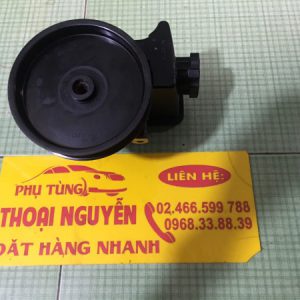 PHỤ TÙNG
LIÊN HỆ:
THOẠI NGUYỄN
02.466.599 788
0968.33.88.39
ĐẶT HÀNG NHANH